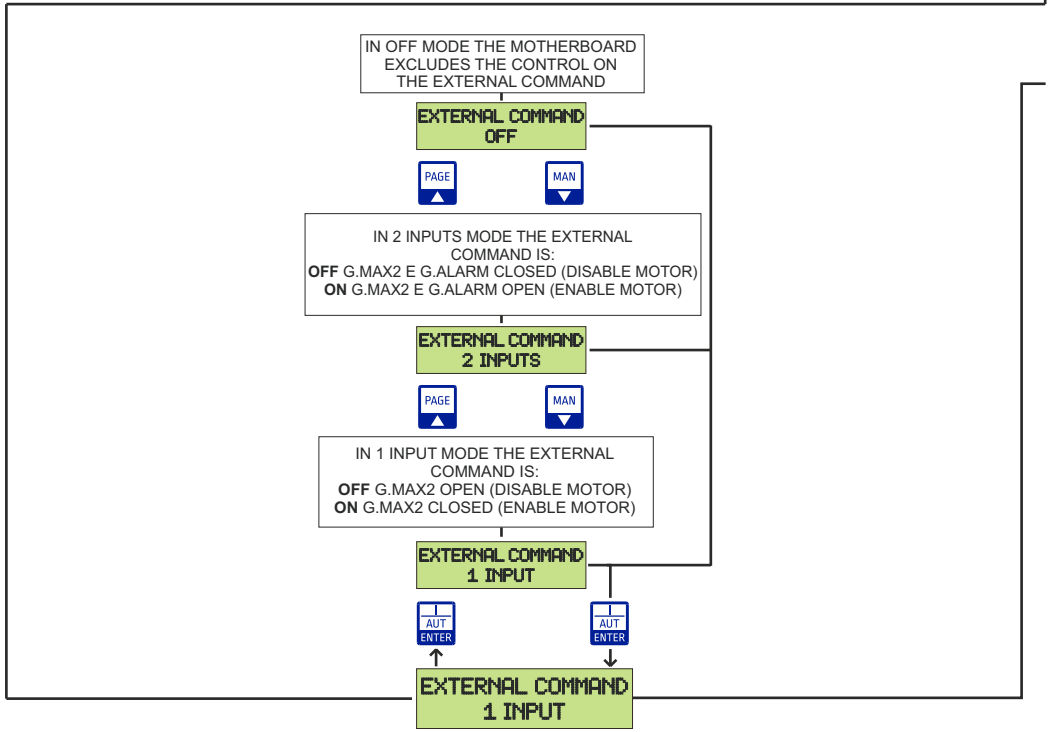 IN OFF MODE THE MOTHERBOARD
EXCLUDES THE CONTROL ON
THE EXTERNAL COMMAND
EXTERNAL COMMAND
OFF
PAGE
MAN
IN 2 INPUTS MODE THE EXTERNAL
COMMAND IS:
OFF G.MAX2 E G.ALARM CLOSED (DISABLE MOTOR)
ON G.MAX2 E G.ALARM OPEN (ENABLE MOTOR)
EXTERNAL COMMAND
2 INPUTS
PAGE
MAN
IN 1 INPUT MODE THE EXTERNAL
COMMAND IS:
OFF G.MAX2 OPEN (DISABLE MOTOR)
ON G.MAX2 CLOSED (ENABLE MOTOR)
EXTERNAL COMMAND
1 INPUT
I
AUT
ENTER
I
AUT
ENTER
EXTERNAL COMMAND
1 INPUT